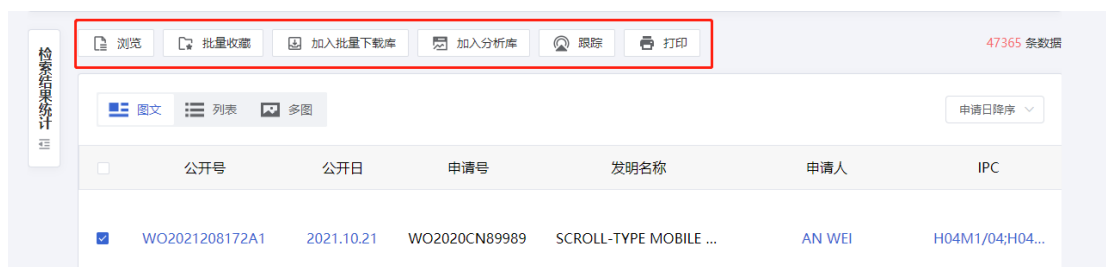 浏览 批量收藏 加入批量下载库 加入分析库 跟踪 打印 47365 条数据
检索结果统计
图文 列表 多图 申请日降序
公开号 公开日 申请号 发明名称 申请人 IPC
WO2021208172A1 2021.10.21 WO2020CN89989 SCROLL-TYPE MOBILE ... AN WEI H04M1/04;H04...